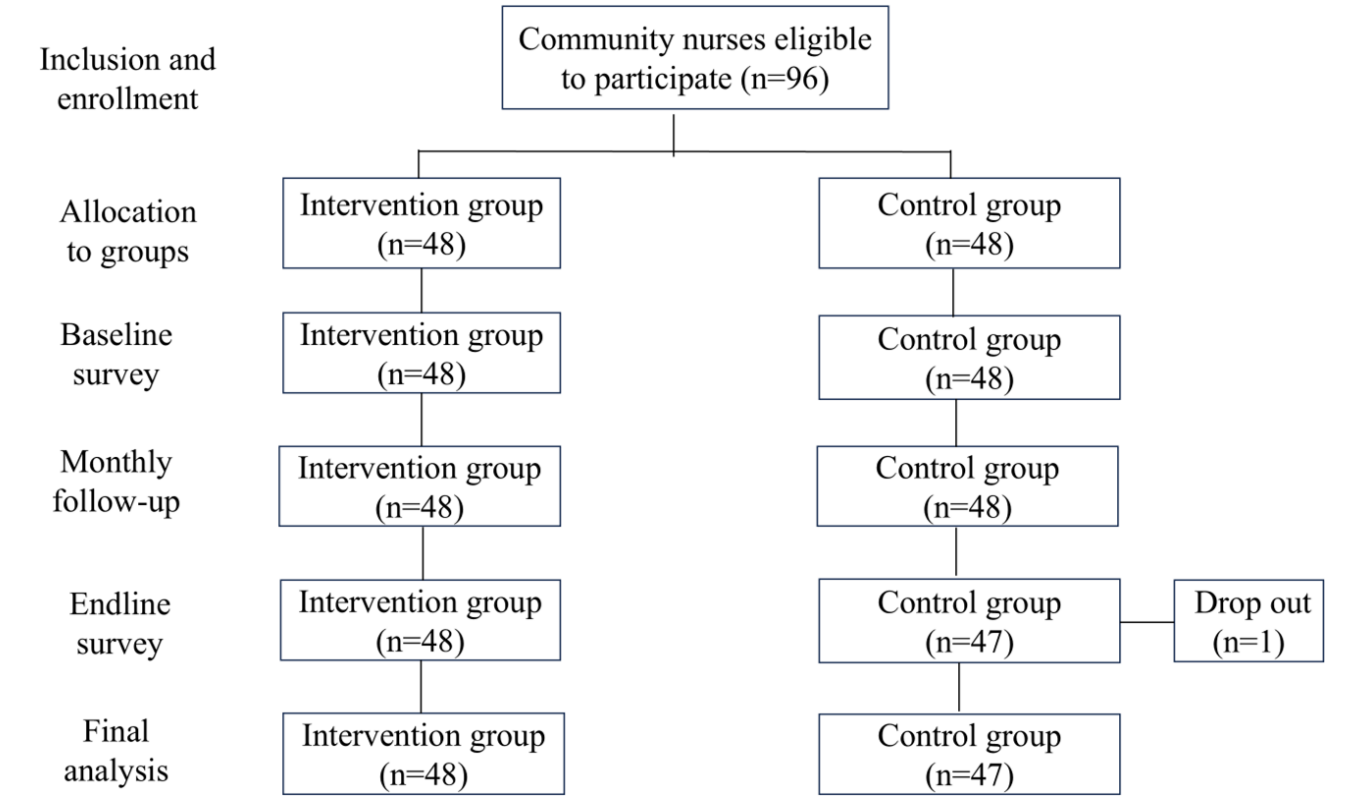 Inclusion and
enrollment
Community nurses eligible
to participate (n=96)
Allocation
to groups
Intervention group
(n=48)
Control group
(n=48)
Baseline
survey
Intervention group
(n=48)
Control group
(n=48)
Monthly
follow-up
Intervention group
(n=48)
Control group
(n=48)
Endline
survey
Intervention group
(n=48)
Control group
(n=47)
Drop out
(n=1)
Final
analysis
Intervention group
(n=48)
Control group
(n=47)